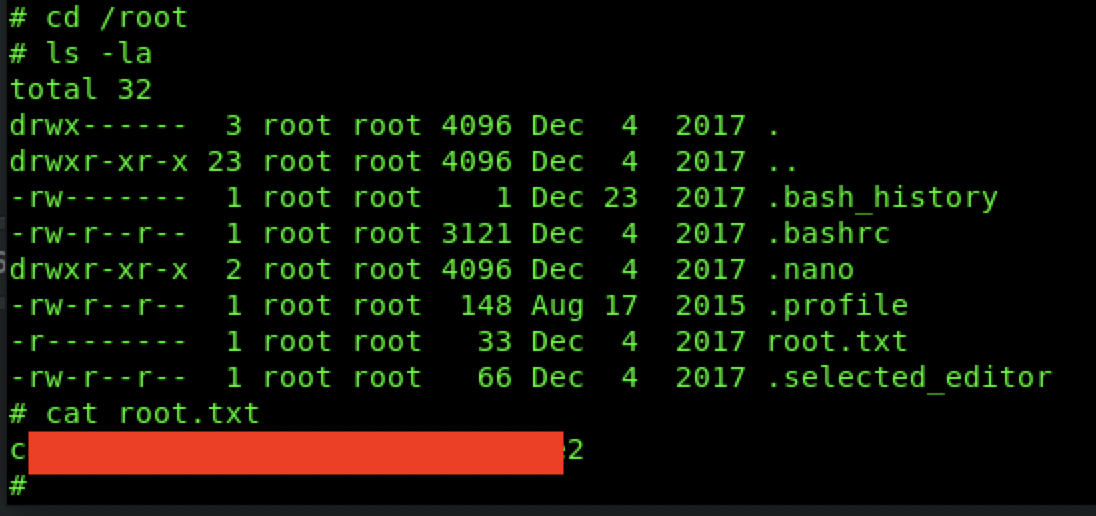 # cd /root
# ls -la
total 32
drwx------  3 root root 4096 Dec  4  2017 .
drwxr-xr-x 23 root root 4096 Dec  4  2017 ..
-rw-------  1 root root    1 Dec 23  2017 .bash_history
-rw-r--r--  1 root root 3121 Dec  4  2017 .bashrc
drwxr-xr-x  2 root root 4096 Dec  4  2017 .nano
-rw-r--r--  1 root root  148 Aug 17  2015 .profile
-r--------  1 root root   33 Dec  4  2017 root.txt
-rw-r--r--  1 root root   66 Dec  4  2017 .selected_editor
# cat root.txt
c 2
#